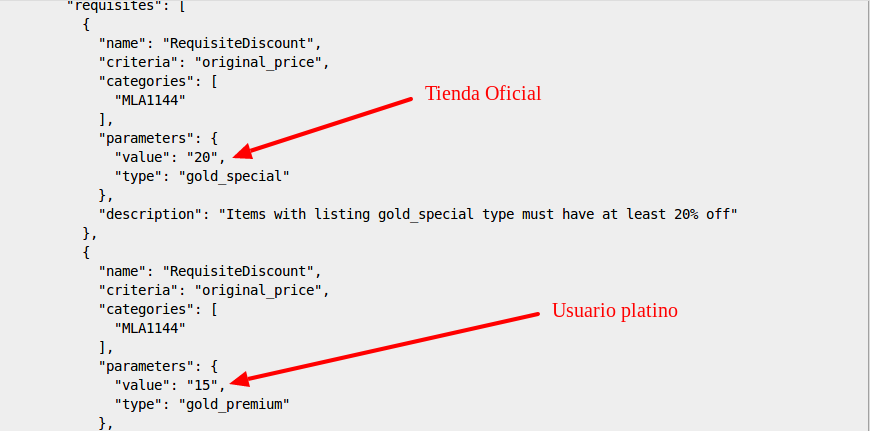 "requisites": [
{
"name": "RequisiteDiscount",
"criteria": "original_price",
"categories": [
"MLA1144"
],
"parameters": {
"value": "20",
"type": "gold_special"
},
"description": "Items with listing gold_special type must have at least 20% off"
},
{
"name": "RequisiteDiscount",
"criteria": "original_price",
"categories": [
"MLA1144"
],
"parameters": {
"value": "15",
"type": "gold_premium"
},
Tienda Oficial
Usuario platino